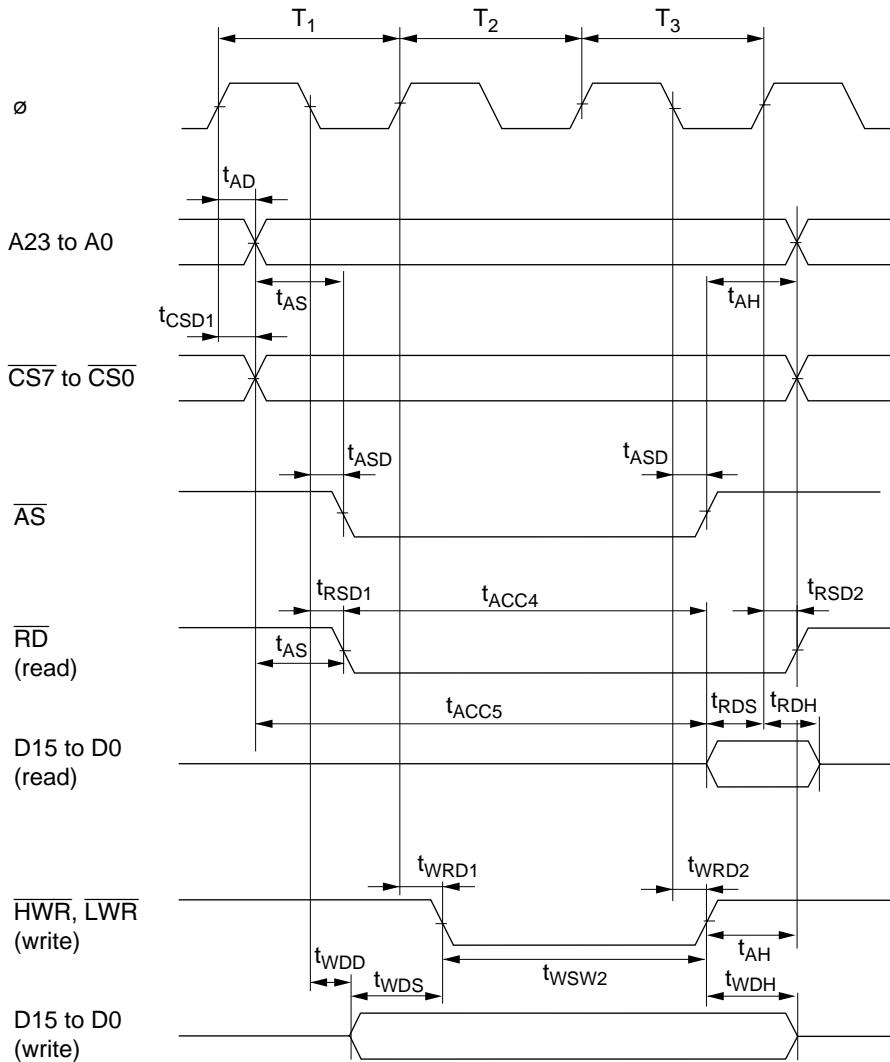 T1 T2 T3
ø
tAD
A23 to A0
tAS tAH
tCSD1
CS7 to CS0
tASD tASD
AS
tRSD1 tACC4 tRSD2
RD
(read)
tAS
tACC5 tRDS tRDH
D15 to D0
(read)
tWRD1 tWRD2
HWR, LWR
(write)
tAH
tWDD tWDS tWSW2 tWDH
D15 to D0
(write)